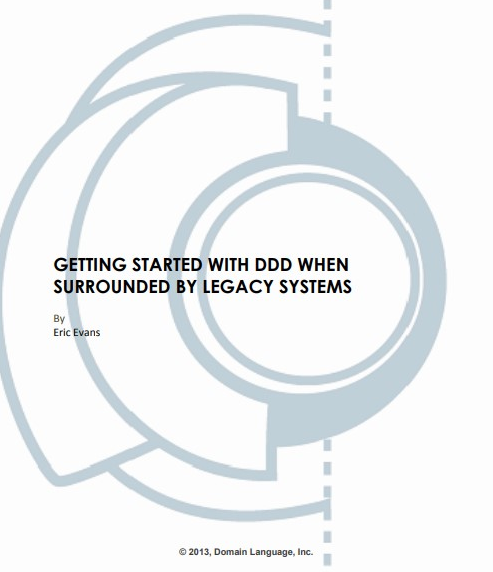 GETTING STARTED WITH DDD WHEN
SURROUNDED BY LEGACY SYSTEMS
By
Eric Evans
© 2013, Domain Language, Inc.